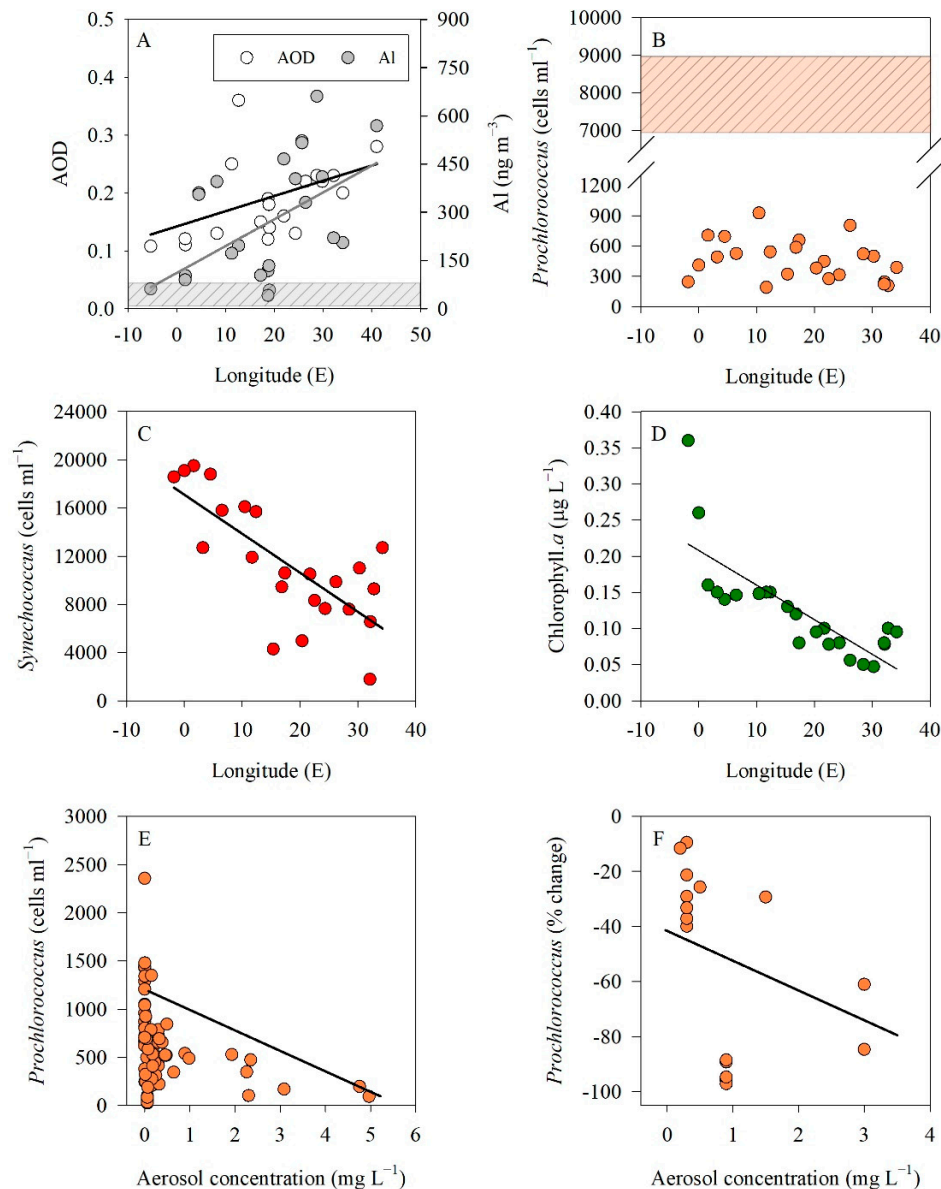 A
AOD Al
0.5
0.4
0.3
0.2
0.1
0.0
AOD
900
750
600
450
300
150
0
Al (ng m⁻³)
-10 0 10 20 30 40 50
Longitude (E)
B
10000
9000
8000
7000
1200
900
600
300
0
Prochlorococcus (cells ml⁻¹)
-10 0 10 20 30 40
Longitude (E)
C
24000
20000
16000
12000
8000
4000
0
Synechococcus (cells ml⁻¹)
-10 0 10 20 30 40
Longitude (E)
D
0.40
0.35
0.30
0.25
0.20
0.15
0.10
0.05
0.00
Chlorophyll.a (µg L⁻¹)
-10 0 10 20 30 40
Longitude (E)
E
3000
2500
2000
1500
1000
500
0
Prochlorococcus (cells ml⁻¹)
0 1 2 3 4 5 6
Aerosol concentration (mg L⁻¹)
F
0
-20
-40
-60
-80
-100
Prochlorococcus (% change)
0 1 2 3 4
Aerosol concentration (mg L⁻¹)